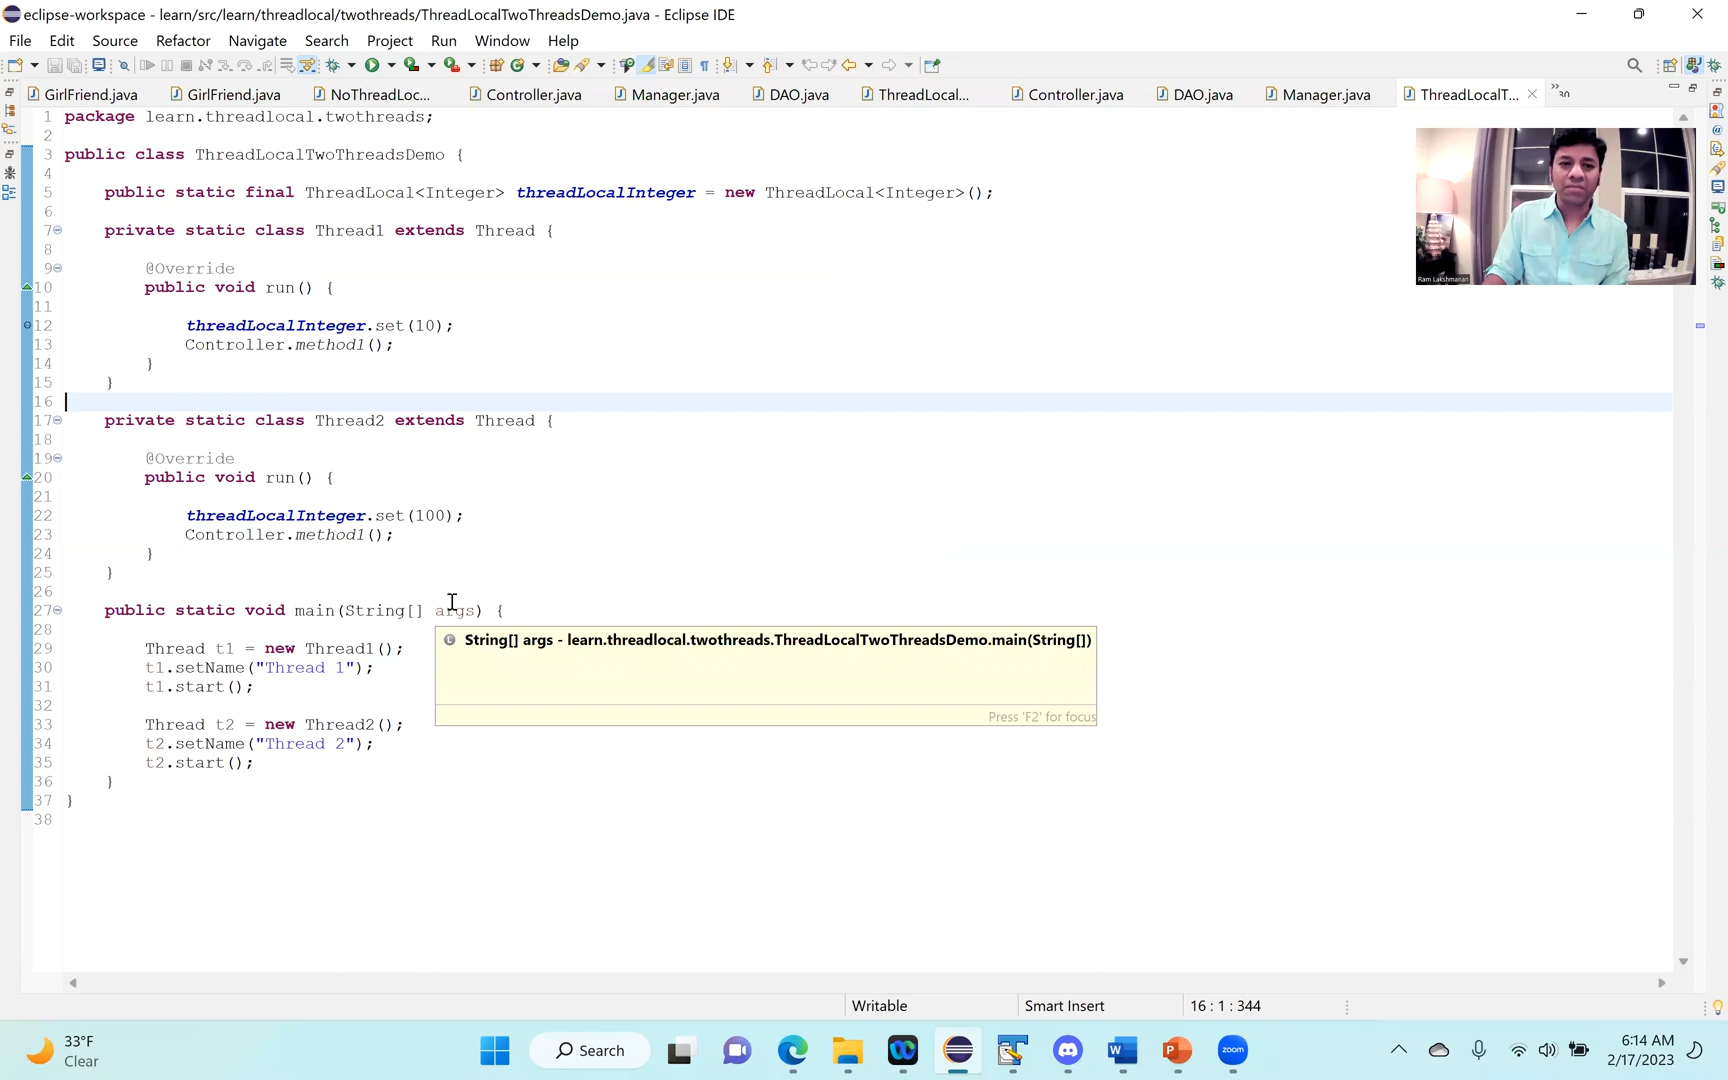 eclipse-workspace - learn/src/learn/threadlocal/twothreads/ThreadLocalTwoThreadsDemo.java - Eclipse IDE
File Edit Source Refactor Navigate Search Project Run Window Help
GirlFriend.java GirlFriend.java NoThreadLoc... Controller.java Manager.java DAO.java ThreadLocal... Controller.java DAO.java Manager.java ThreadLocalT... 30
1 package learn.threadlocal.twothreads;
2
3 public class ThreadLocalTwoThreadsDemo {
4
5 public static final ThreadLocal<Integer> threadLocalInteger = new ThreadLocal<Integer>();
6
7 private static class Thread1 extends Thread {
8
9 @Override
10 public void run() {
11
12 threadLocalInteger.set(10);
13 Controller.method1();
14 }
15 }
16
17 private static class Thread2 extends Thread {
18
19 @Override
20 public void run() {
21
22 threadLocalInteger.set(100);
23 Controller.method1();
24 }
25 }
26
27 public static void main(String[] args) {
28
29 Thread t1 = new Thread1();
30 t1.setName("Thread 1");
31 t1.start();
32
33 Thread t2 = new Thread2();
34 t2.setName("Thread 2");
35 t2.start();
36 }
37 }
38
String[] args - learn.threadlocal.twothreads.ThreadLocalTwoThreadsDemo.main(String[])
Press 'F2' for focus
Ram Lakshmanan
Writable Smart Insert 16 : 1 : 344
33°F
Clear
Search
zoom
6:14 AM
2/17/2023